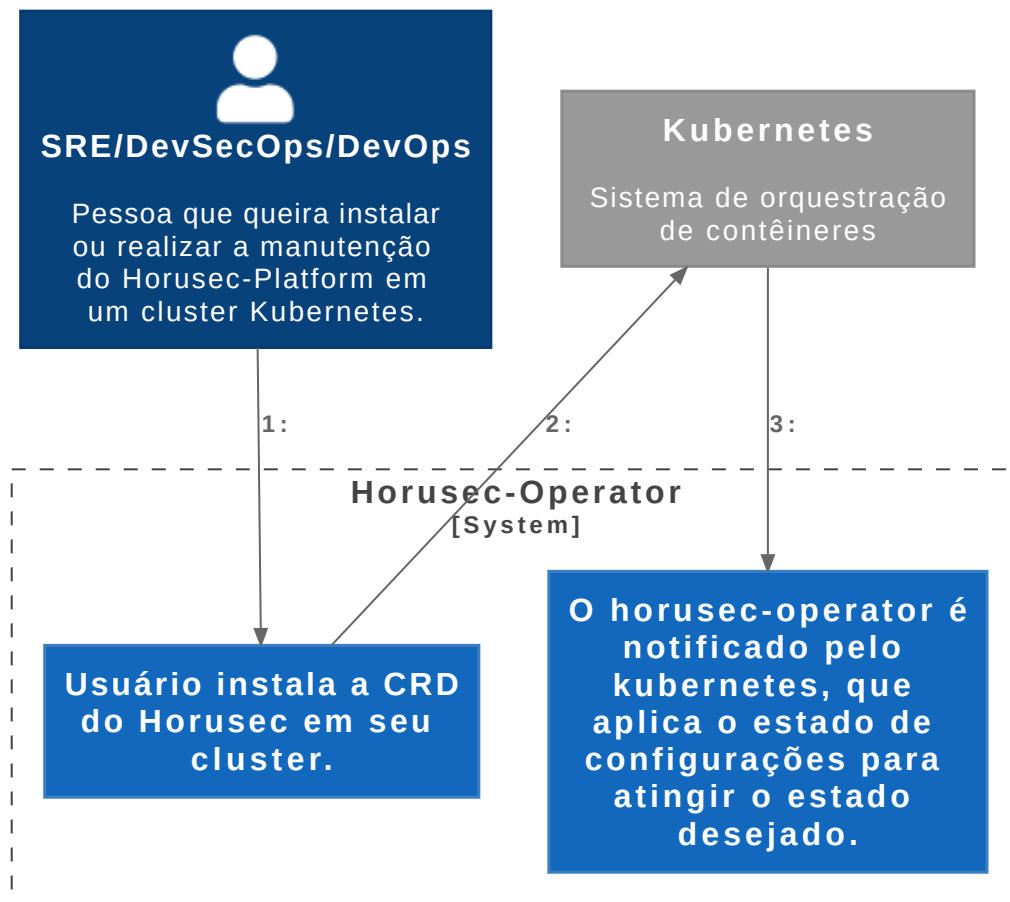 SRE/DevSecOps/DevOps
Pessoa que queira instalar
ou realizar a manutenção
do Horusec-Platform em
um cluster Kubernetes.
Kubernetes
Sistema de orquestração
de contêineres
1:
2:
3:
Horusec-Operator
[System]
Usuário instala a CRD
do Horusec em seu
cluster.
O horusec-operator é
notificado pelo
kubernetes, que
aplica o estado de
configurações para
atingir o estado
desejado.